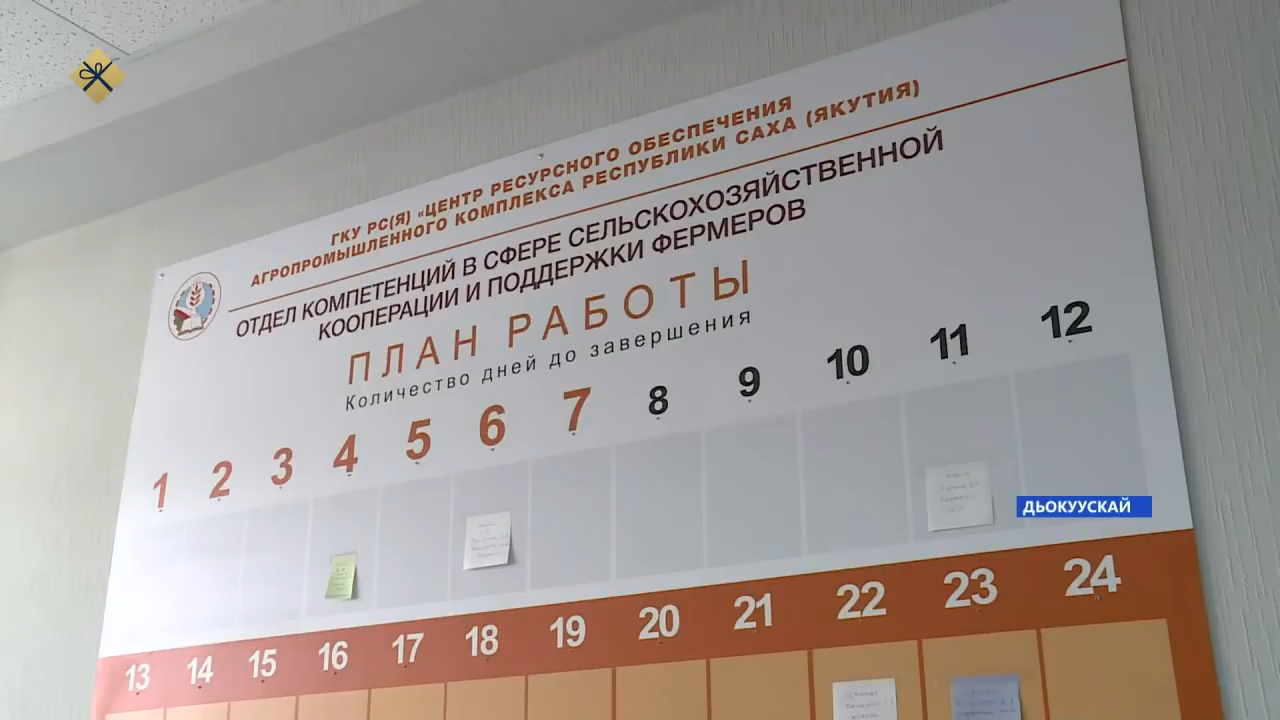 ГКУ РС(Я) «ЦЕНТР РЕСУРСНОГО ОБЕСПЕЧЕНИЯ
АГРОПРОМЫШЛЕННОГО КОМПЛЕКСА РЕСПУБЛИКИ САХА (ЯКУТИЯ)
ОТДЕЛ КОМПЕТЕНЦИЙ В СФЕРЕ СЕЛЬСКОХОЗЯЙСТВЕННОЙ
КООПЕРАЦИИ И ПОДДЕРЖКИ ФЕРМЕРОВ
ПЛАН РАБОТЫ
Количество дней до завершения
1 2 3 4 5 6 7 8 9 10 11 12
ДЬОКУУСКАЙ
13 14 15 16 17 18 19 20 21 22 23 24